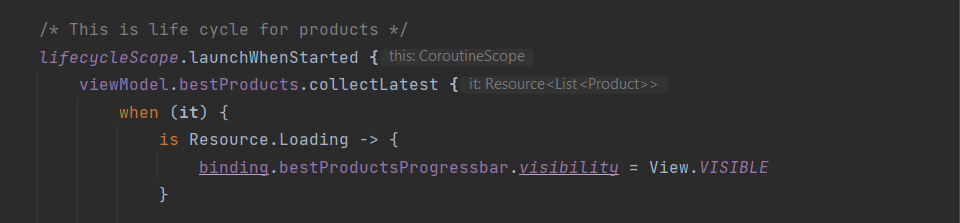 /* This is life cycle for products */
lifecycleScope.launchWhenStarted { this: CoroutineScope
viewModel.bestProducts.collectLatest { it: Resource<List<Product>>
when (it) {
is Resource.Loading -> {
binding.bestProductsProgressbar.visibility = View.VISIBLE
}